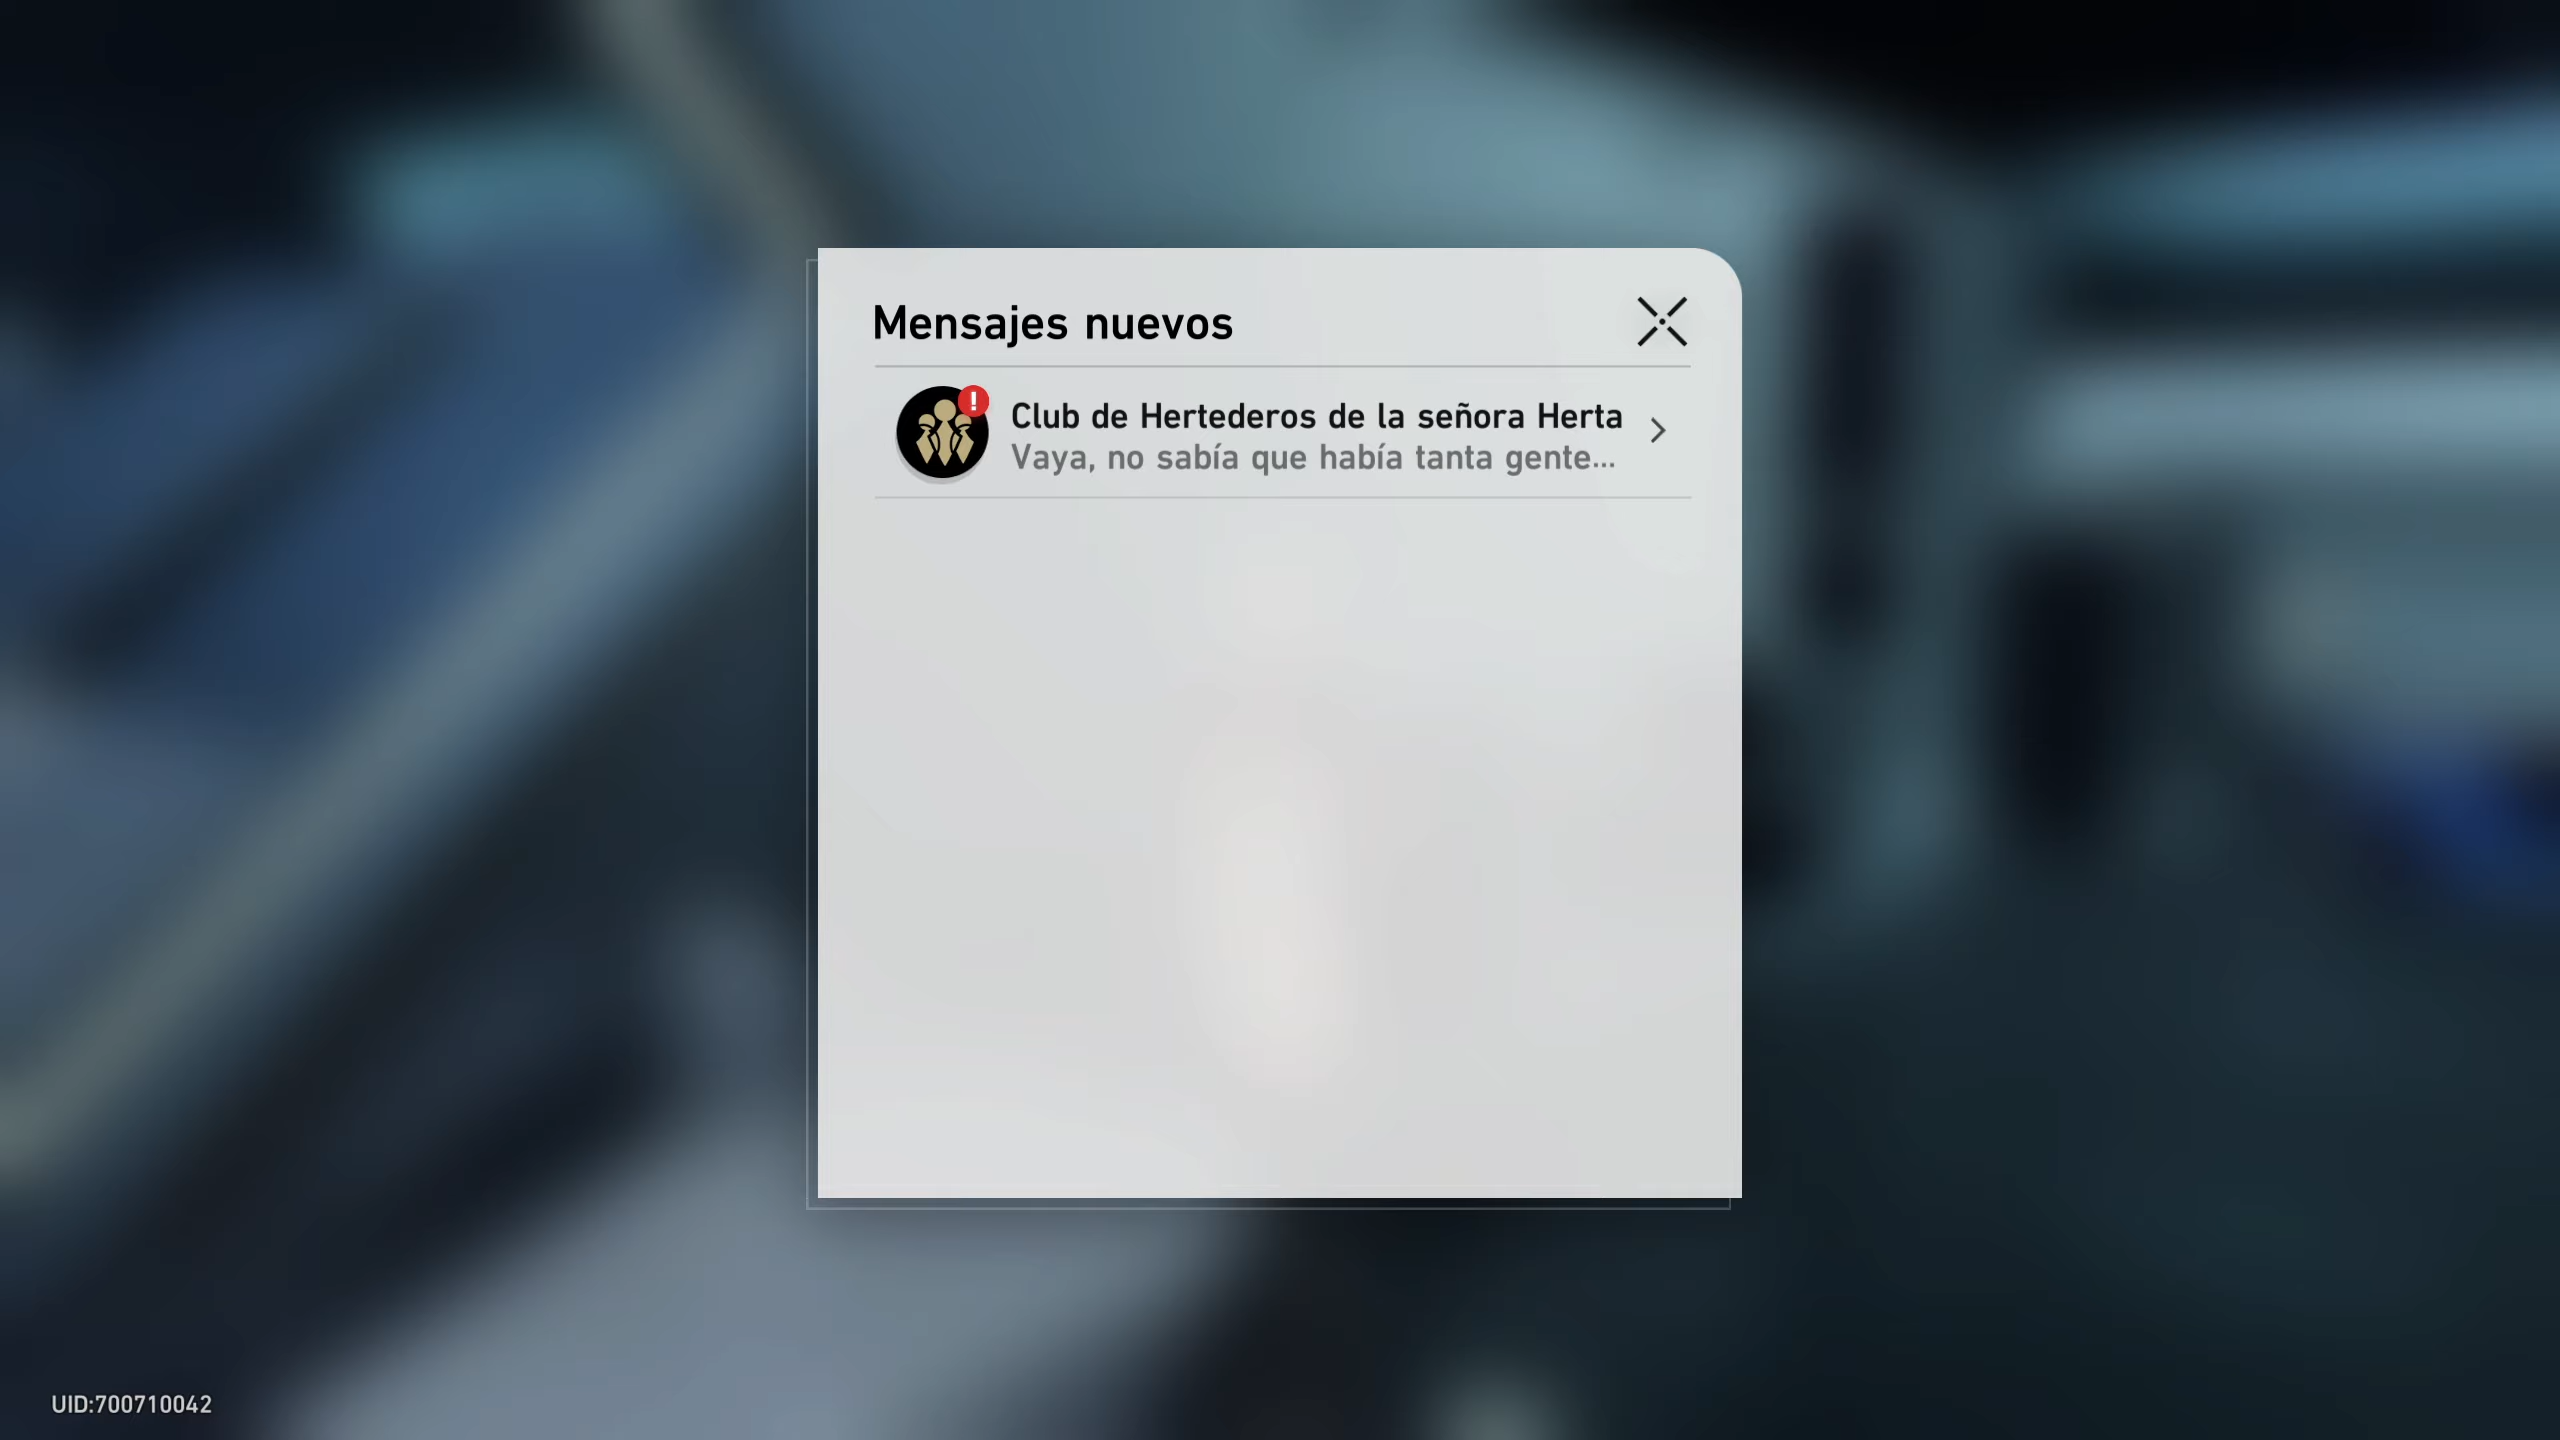 Mensajes nuevos
Club de Hertederos de la señora Herta
Vaya, no sabía que había tanta gente...
UID:700710042